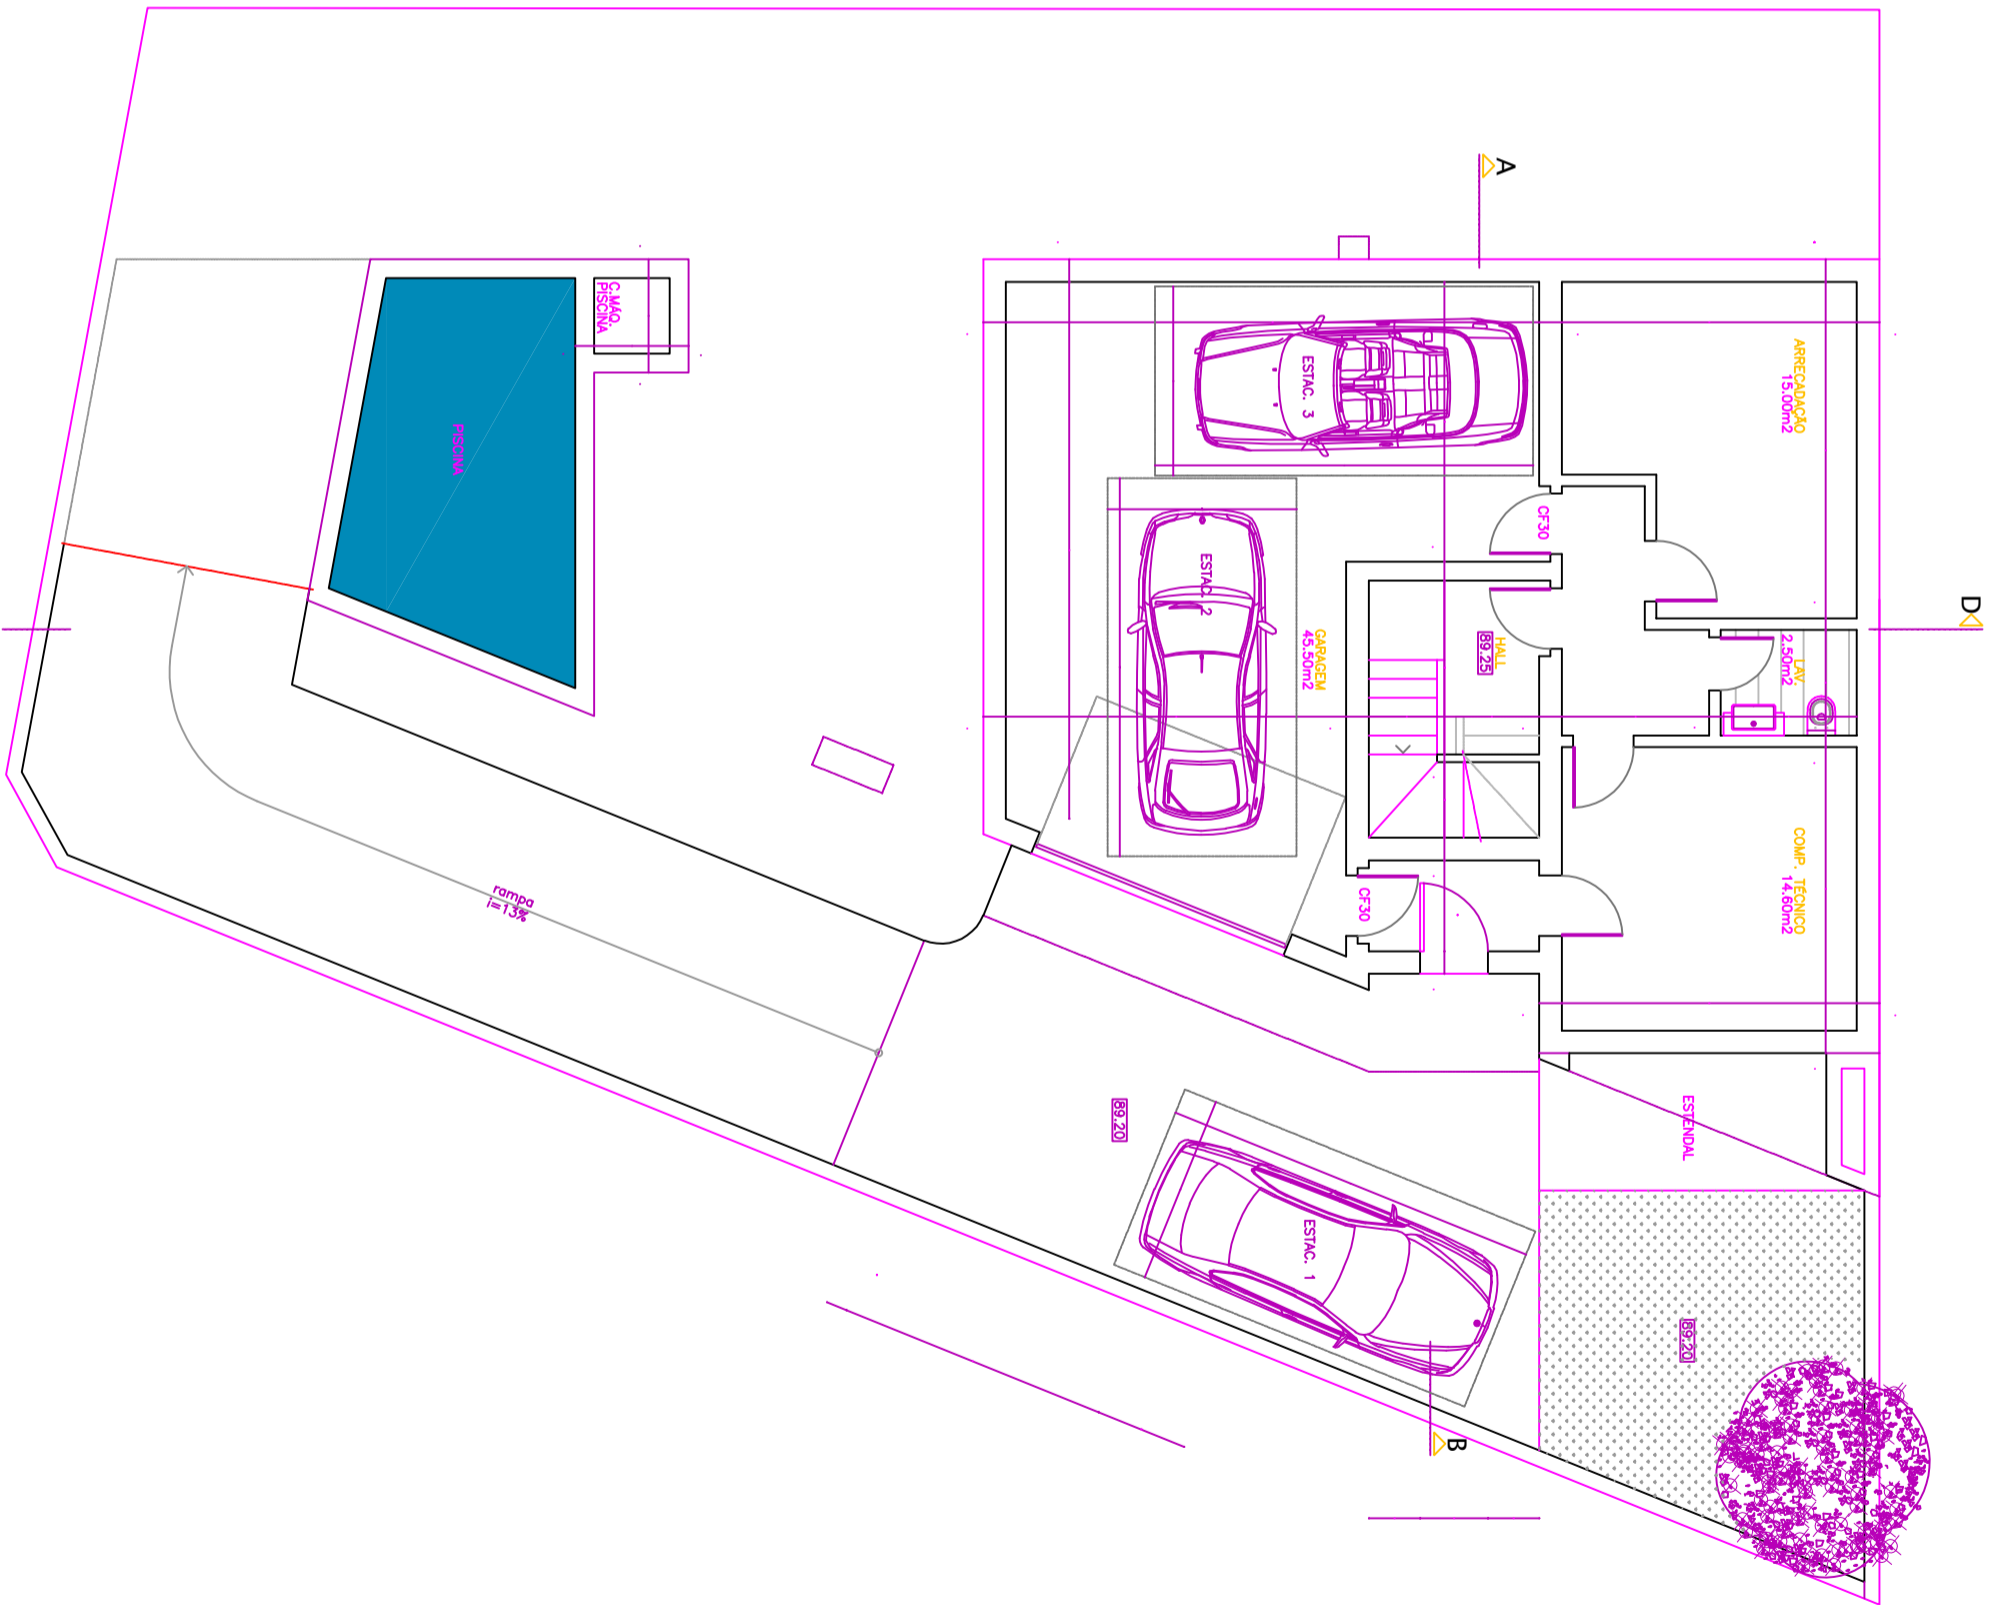 A
D
C.MÁQ.
PISCINA
PISCINA
ESTAC. 3
ARRECADAÇÃO
15.00m2
CF30
ESTAC. 2
GARAGEM
45.50m2
HALL
89.25
LAV.
2.50m2
COMP. TÉCNICO
14.60m2
CF30
rampa
i=13%
89.20
ESTENDAL
ESTAC. 1
89.20
B